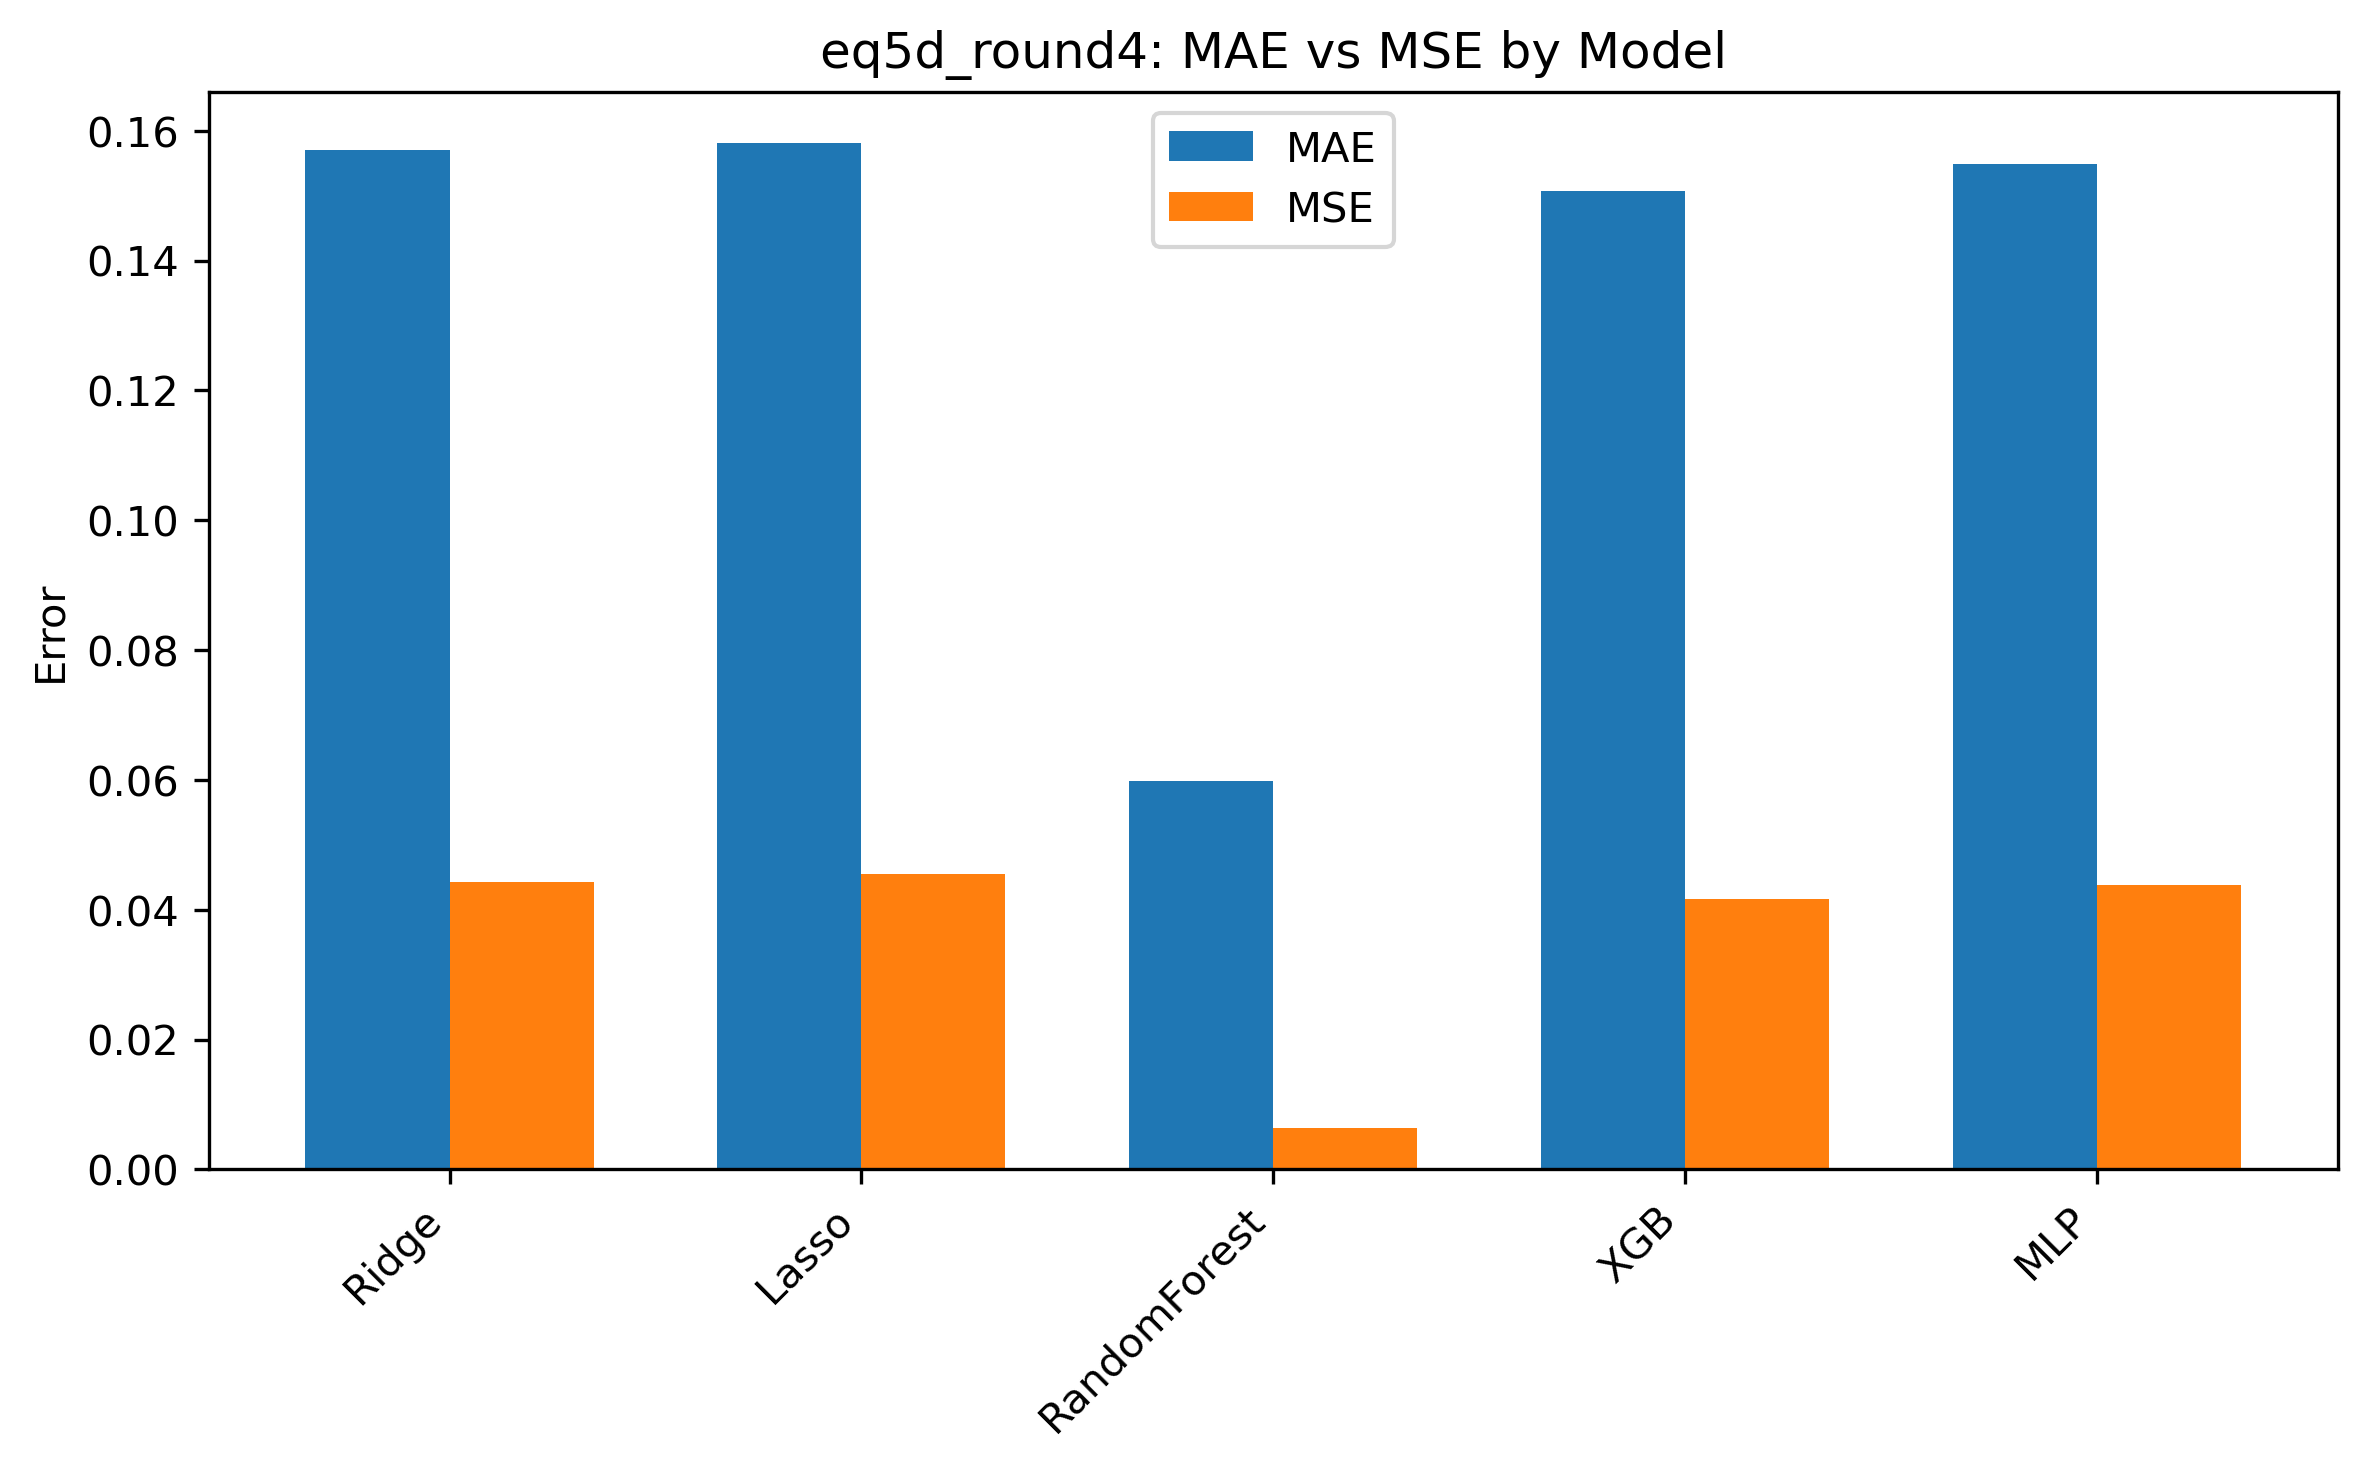 eq5d_round4: MAE vs MSE by Model
MAE
MSE
Error
0.16
0.14
0.12
0.10
0.08
0.06
0.04
0.02
0.00
Ridge
Lasso
RandomForest
XGB
MLP